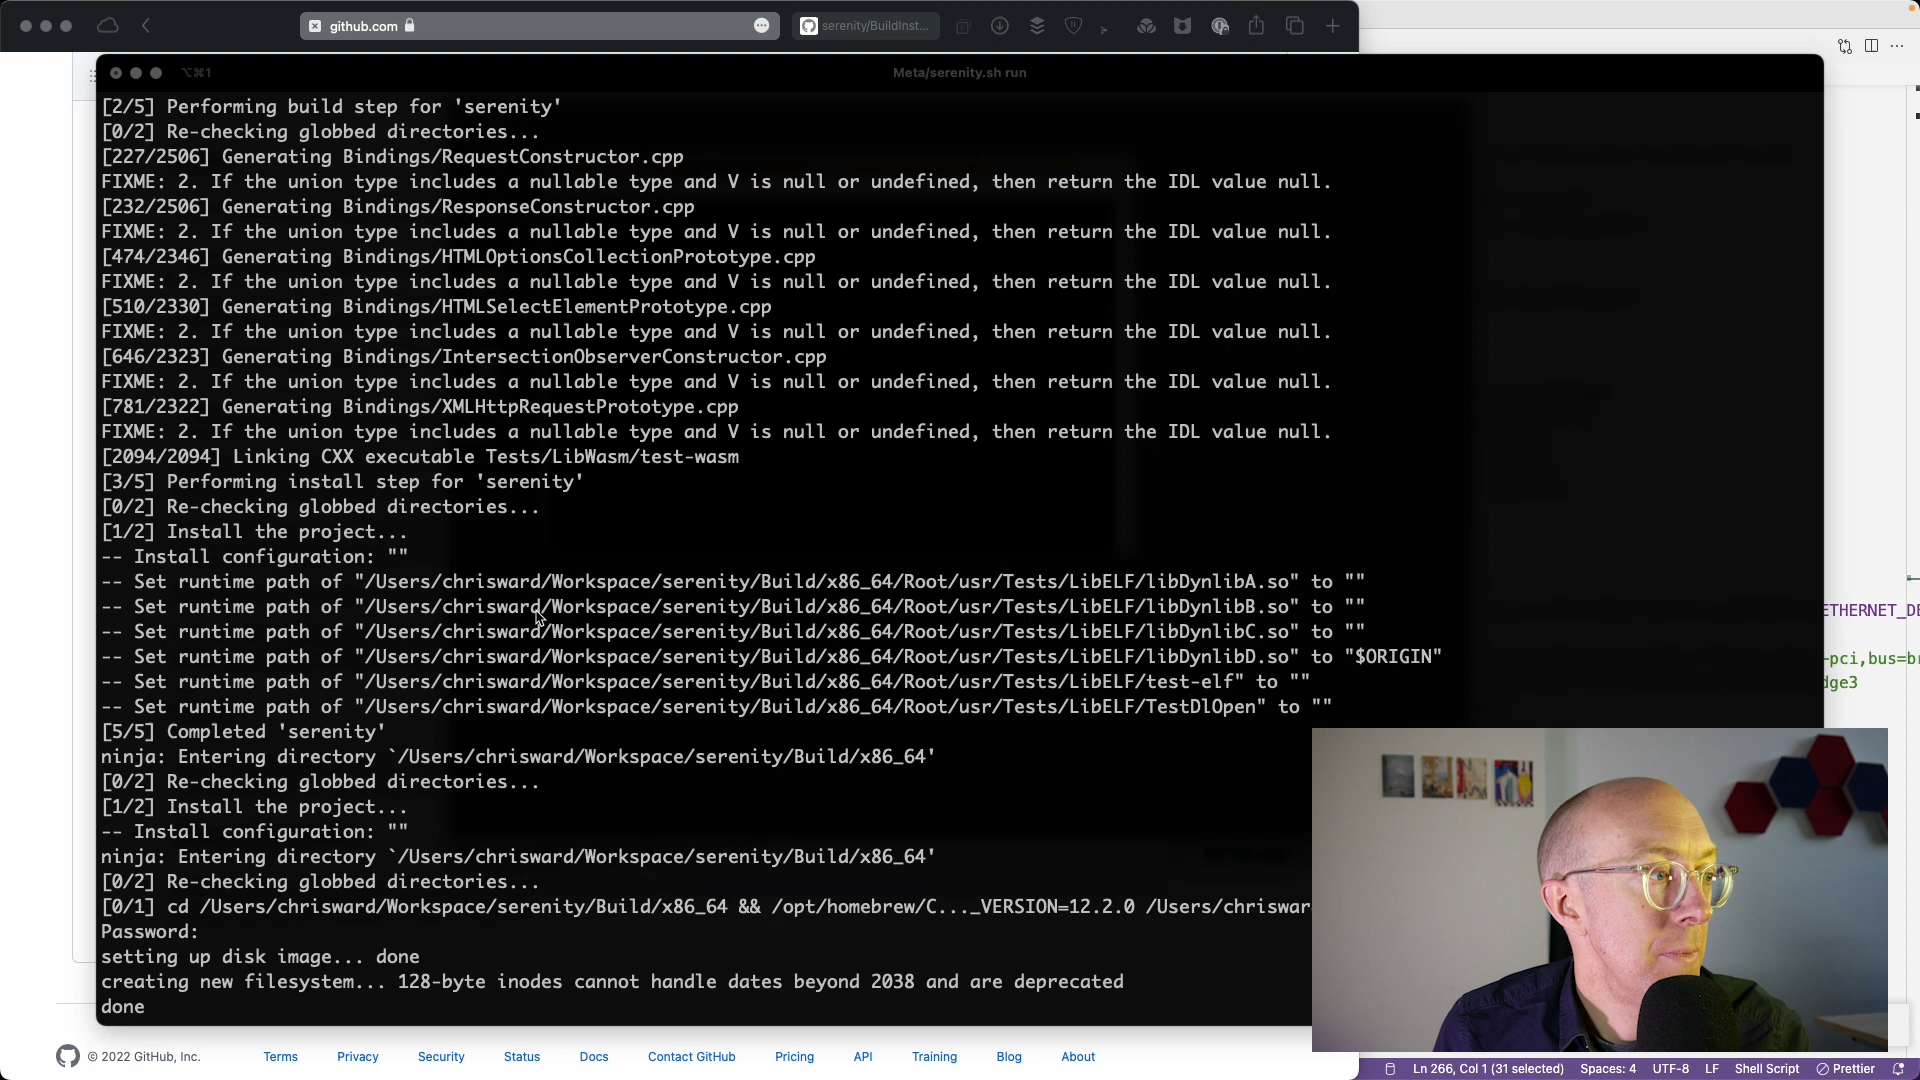 github.com
serenity/BuildInst...
⌥⌘1
Meta/serenity.sh run
[2/5] Performing build step for 'serenity'
[0/2] Re-checking globbed directories...
[227/2506] Generating Bindings/RequestConstructor.cpp
FIXME: 2. If the union type includes a nullable type and V is null or undefined, then return the IDL value null.
[232/2506] Generating Bindings/ResponseConstructor.cpp
FIXME: 2. If the union type includes a nullable type and V is null or undefined, then return the IDL value null.
[474/2346] Generating Bindings/HTMLOptionsCollectionPrototype.cpp
FIXME: 2. If the union type includes a nullable type and V is null or undefined, then return the IDL value null.
[510/2330] Generating Bindings/HTMLSelectElementPrototype.cpp
FIXME: 2. If the union type includes a nullable type and V is null or undefined, then return the IDL value null.
[646/2323] Generating Bindings/IntersectionObserverConstructor.cpp
FIXME: 2. If the union type includes a nullable type and V is null or undefined, then return the IDL value null.
[781/2322] Generating Bindings/XMLHttpRequestPrototype.cpp
FIXME: 2. If the union type includes a nullable type and V is null or undefined, then return the IDL value null.
[2094/2094] Linking CXX executable Tests/LibWasm/test-wasm
[3/5] Performing install step for 'serenity'
[0/2] Re-checking globbed directories...
[1/2] Install the project...
-- Install configuration: ""
-- Set runtime path of "/Users/chrisward/Workspace/serenity/Build/x86_64/Root/usr/Tests/LibELF/libDynlibA.so" to ""
-- Set runtime path of "/Users/chrisward/Workspace/serenity/Build/x86_64/Root/usr/Tests/LibELF/libDynlibB.so" to ""
-- Set runtime path of "/Users/chrisward/Workspace/serenity/Build/x86_64/Root/usr/Tests/LibELF/libDynlibC.so" to ""
-- Set runtime path of "/Users/chrisward/Workspace/serenity/Build/x86_64/Root/usr/Tests/LibELF/libDynlibD.so" to "$ORIGIN"
-- Set runtime path of "/Users/chrisward/Workspace/serenity/Build/x86_64/Root/usr/Tests/LibELF/test-elf" to ""
-- Set runtime path of "/Users/chrisward/Workspace/serenity/Build/x86_64/Root/usr/Tests/LibELF/TestDlOpen" to ""
[5/5] Completed 'serenity'
ninja: Entering directory `/Users/chrisward/Workspace/serenity/Build/x86_64'
[0/2] Re-checking globbed directories...
[1/2] Install the project...
-- Install configuration: ""
ninja: Entering directory `/Users/chrisward/Workspace/serenity/Build/x86_64'
[0/2] Re-checking globbed directories...
[0/1] cd /Users/chrisward/Workspace/serenity/Build/x86_64 && /opt/homebrew/C..._VERSION=12.2.0 /Users/chriswar
Password:
setting up disk image... done
creating new filesystem... 128-byte inodes cannot handle dates beyond 2038 and are deprecated
done
ETHERNET_DE
-pci,bus=br
dge3
© 2022 GitHub, Inc.
Terms
Privacy
Security
Status
Docs
Contact GitHub
Pricing
API
Training
Blog
About
Ln 266, Col 1 (31 selected)
Spaces: 4
UTF-8
LF
Shell Script
Prettier